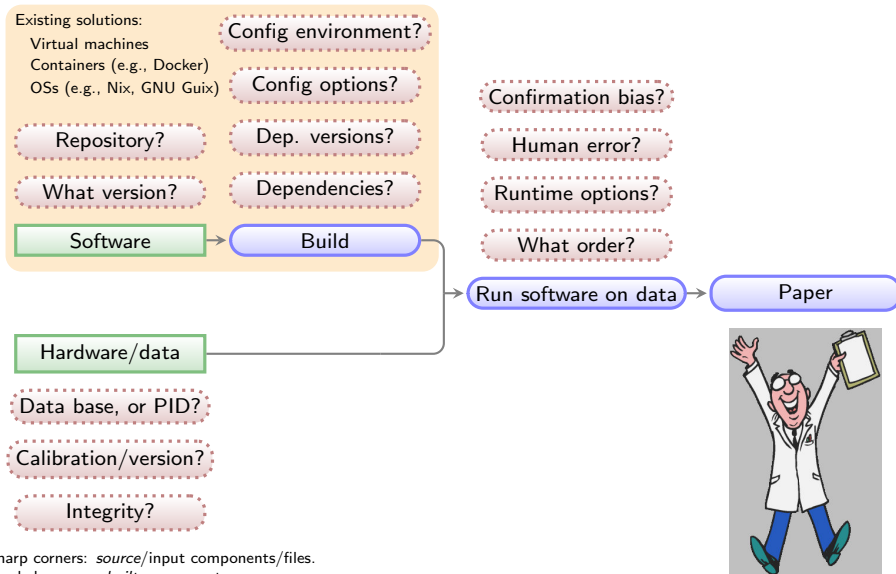 Existing solutions:
Virtual machines
Containers (e.g., Docker)
OSs (e.g., Nix, GNU Guix)
Config environment?
Config options?
Repository?
Dep. versions?
What version?
Dependencies?
Software
Build
Confirmation bias?
Human error?
Runtime options?
What order?
Run software on data
Paper
Hardware/data
Data base, or PID?
Calibration/version?
Integrity?
harp corners: source/input components/files.